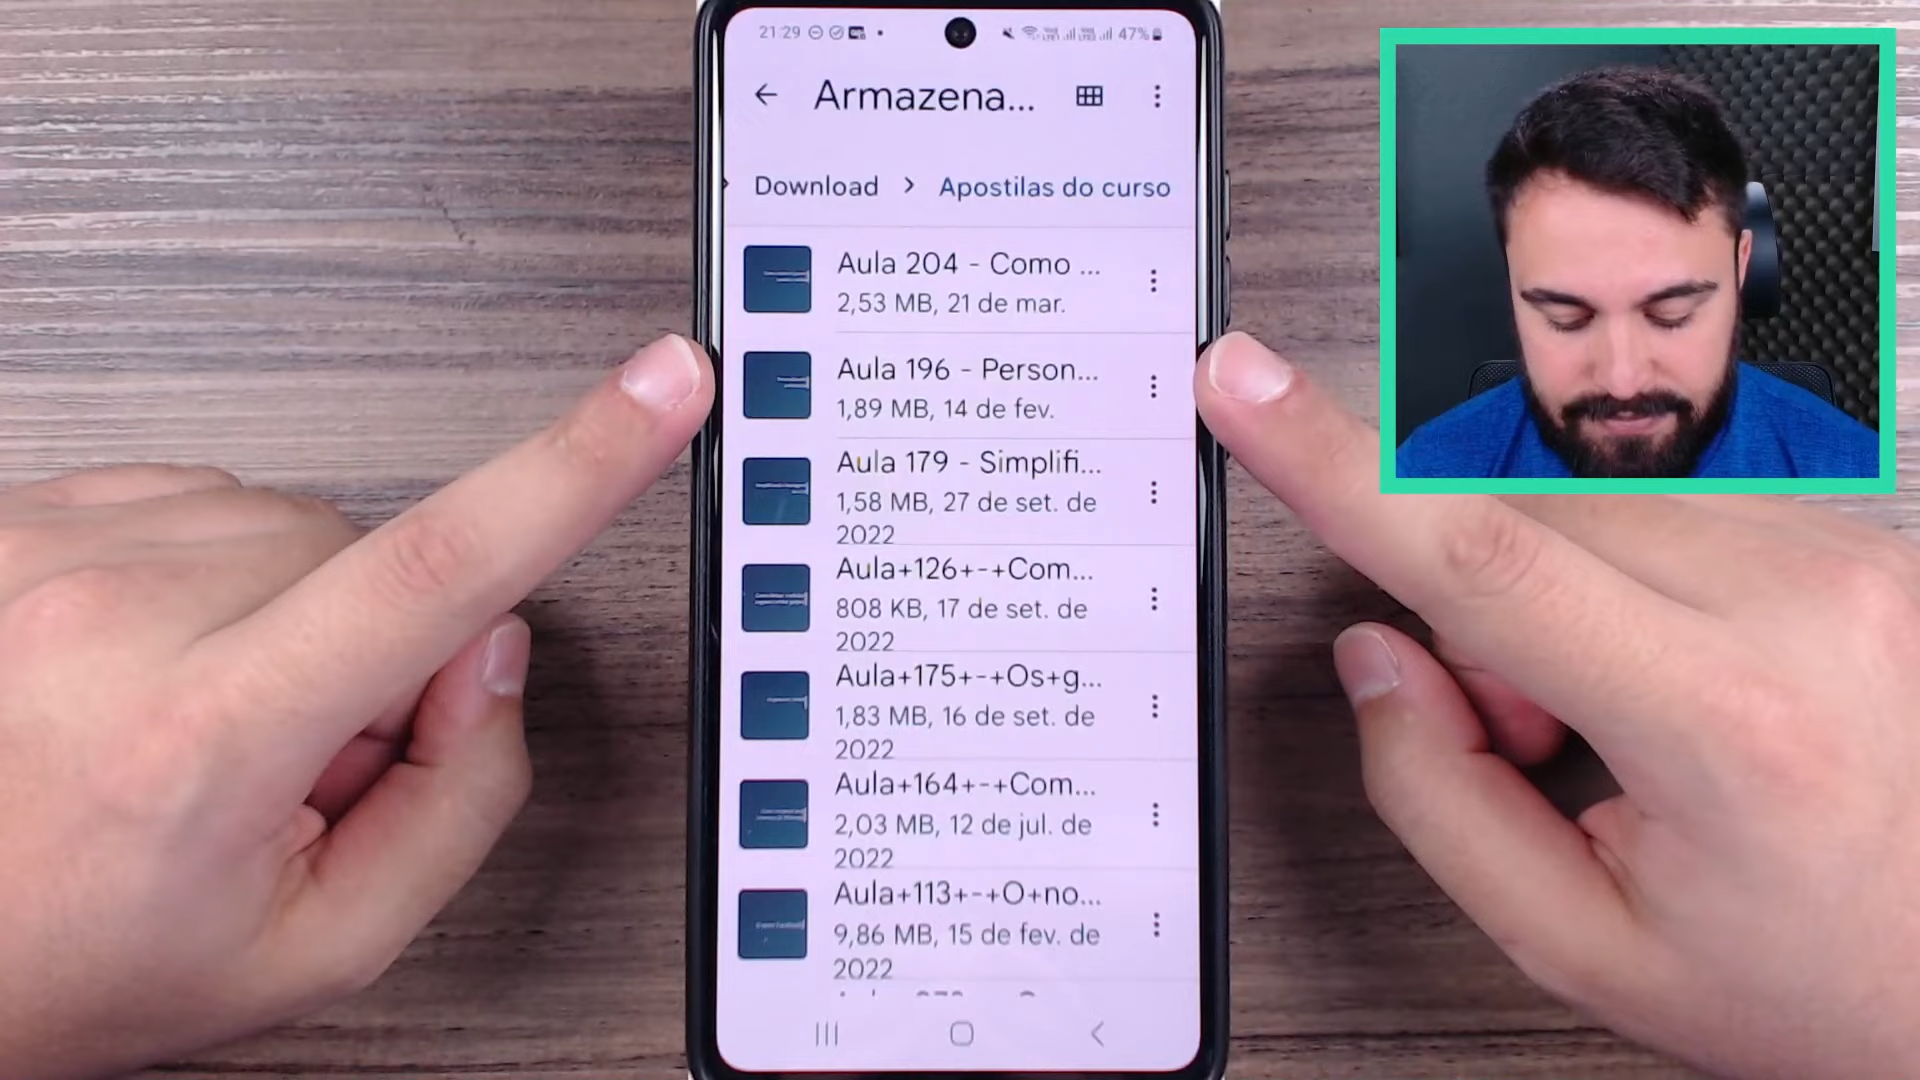 21:29
47%
Armazena...
Download > Apostilas do curso
Aula 204 - Como ...
2,53 MB, 21 de mar.
Aula 196 - Person...
1,89 MB, 14 de fev.
Aula 179 - Simplifi...
1,58 MB, 27 de set. de
2022
Aula+126+-+Com...
808 KB, 17 de set. de
2022
Aula+175+-+Os+g...
1,83 MB, 16 de set. de
2022
Aula+164+-+Com...
2,03 MB, 12 de jul. de
2022
Aula+113+-+O+no...
9,86 MB, 15 de fev. de
2022